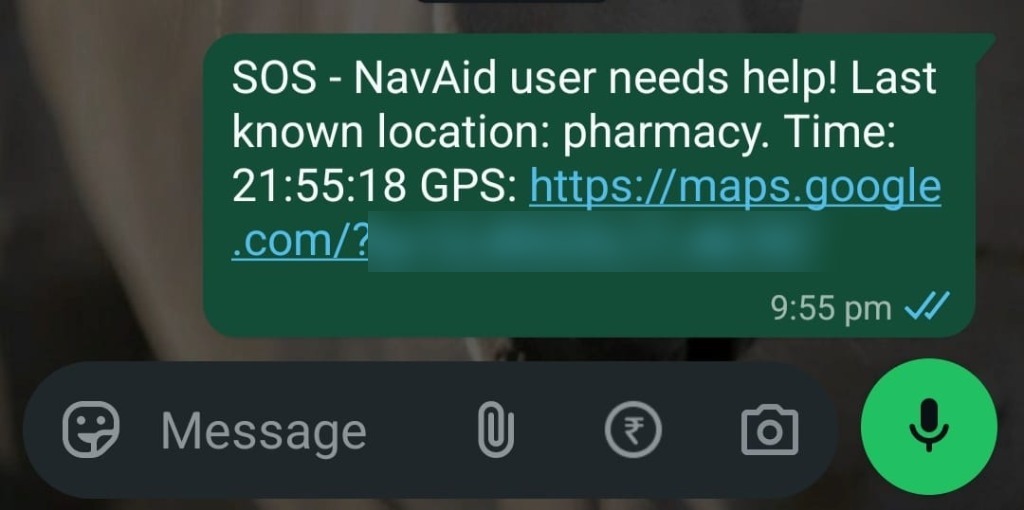 SOS - NavAid user needs help! Last
known location: pharmacy. Time:
21:55:18 GPS: https://maps.google
.com/?
9:55 pm
Message